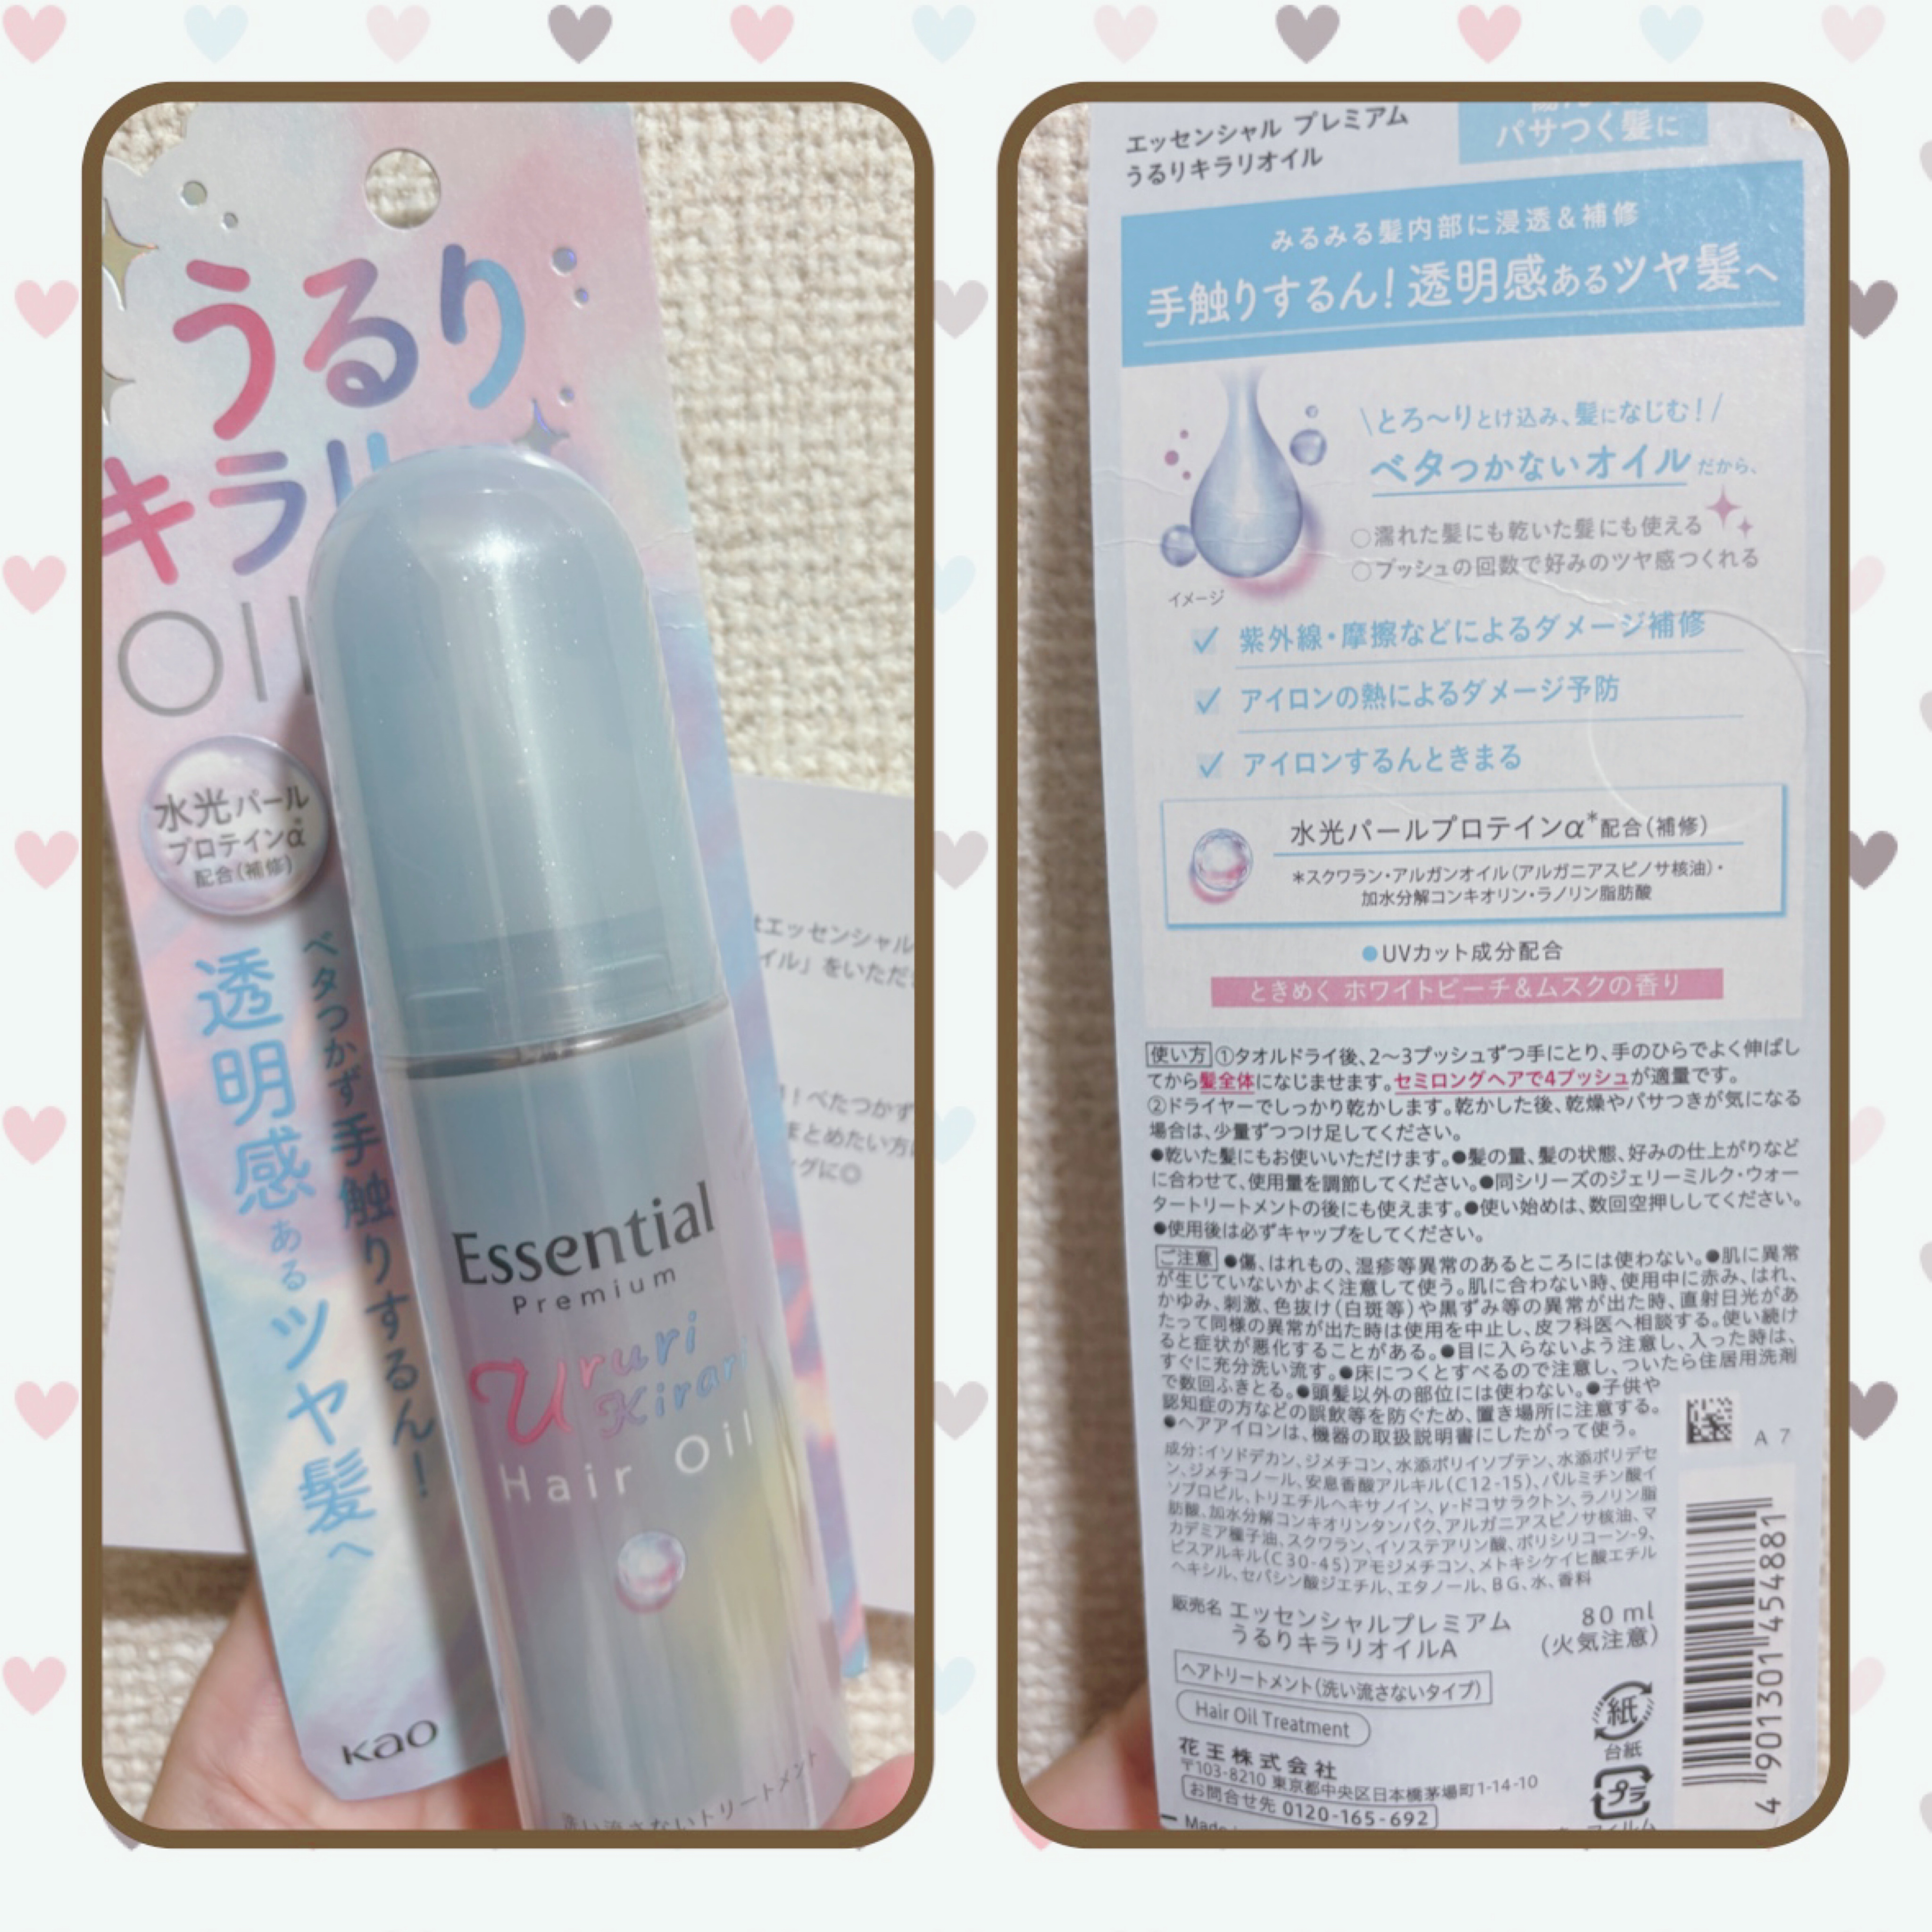 うるり
キラリ
OIL
水光パール
プロテインα*
配合(補修)
ベタつかず手触りするん!
透明感あるツヤ髪へ
Kao
Essential
Premium
Ururi
Kirari
Hair Oil
洗い流さないトリートメント
エッセンシャル
イル」をいただ
！べたつかず
まとめたい方
グに◎
エッセンシャル プレミアム
うるりキラリオイル
パサつく髪に
みるみる髪内部に浸透&補修
手触りするん!透明感あるツヤ髪へ
\とろ〜りとけ込み、髪になじむ!/
ベタつかないオイルだから、
○濡れた髪にも乾いた髪にも使える
○プッシュの回数で好みのツヤ感つくれる
イメージ
✓ 紫外線・摩擦などによるダメージ補修
✓ アイロンの熱によるダメージ予防
✓ アイロンするんときまる
水光パールプロテインα*配合(補修)
*スクワラン・アルガンオイル(アルガニアスピノサ核油)・
加水分解コンキオリン・ラノリン脂肪酸
●UVカット成分配合
ときめく ホワイトピーチ&ムスクの香り
使い方 ①タオルドライ後、2〜3プッシュずつ手にとり、手のひらでよく伸ばし
てから髪全体になじませます。セミロングヘアで4プッシュが適量です。
②ドライヤーでしっかり乾かします。乾かした後、乾燥やパサつきが気になる
場合は、少量ずつつけ足してください。
●乾いた髪にもお使いいただけます。●髪の量、髪の状態、好みの仕上がりなど
に合わせて、使用量を調節してください。●同シリーズのジェリーミルク・ウォー
タートリートメントの後にも使えます。●使い始めは、数回空押ししてください。
●使用後は必ずキャップをしてください。
ご注意 ●傷、はれもの、湿疹等異常のあるところには使わない。●肌に異常
が生じていないかよく注意して使う。肌に合わない時、使用中に赤み、はれ、
かゆみ、刺激、色抜け(白斑等)や黒ずみ等の異常が出た時、直射日光があ
たって同様の異常が出た時は使用を中止し、皮フ科医へ相談する。使い続け
ると症状が悪化することがある。●目に入らないよう注意し、入った時は、
すぐに充分洗い流す。●床につくとすべるので注意し、ついたら住居用洗剤
で数回ふきとる。●頭髪以外の部位には使わない。●子供や
認知症の方などの誤飲等を防ぐため、置き場所に注意する。
●ヘアアイロンは、機器の取扱説明書にしたがって使う。
A 7
成分:イソドデカン、ジメチコン、水添ポリイソブテン、水添ポリデセ
ン、ジメチコノール、安息香酸アルキル(C12-15)、パルミチン酸イ
ソプロピル、トリエチルヘキサノイン、γ-ドコサラクトン、ラノリン脂
肪酸、加水分解コンキオリンタンパク、アルガニアスピノサ核油、マ
カデミア種子油、スクワラン、イソステアリン酸、ポリシリコーン-9、
ビスアルキル(C30-45)アモジメチコン、メトキシケイヒ酸エチル
ヘキシル、セバシン酸ジエチル、エタノール、BG、水、香料
販売名 エッセンシャルプレミアム
うるりキラリオイルA
80 ml
(火気注意)
ヘアトリートメント(洗い流さないタイプ)
Hair Oil Treatment
花王株式会社
〒103-8210 東京都中央区日本橋茅場町1-14-10
お問合せ先 0120-165-692
Made
紙
台紙
プラ
フィルム
4 901301 454881